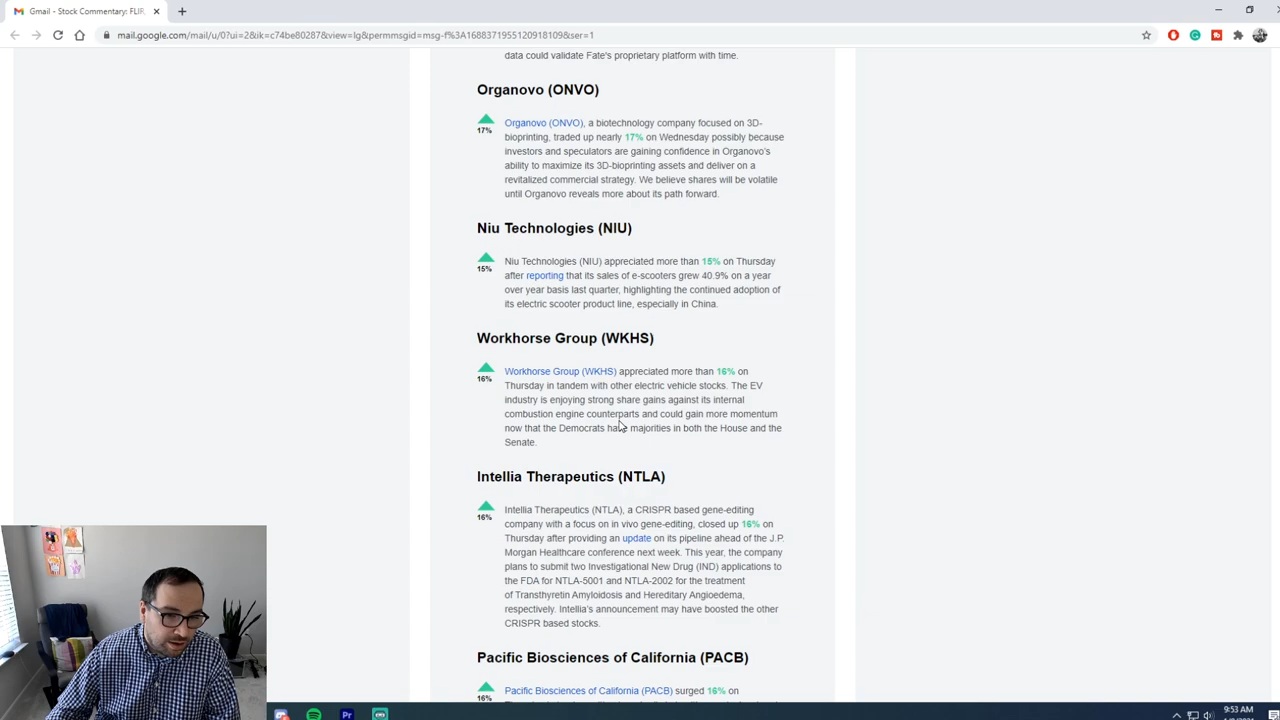 Gmail - Stock Commentary: FLIR,
mail.google.com/mail/u/0?ui=2&ik=c74be80287&view=lg&permmsgid=msg-f%3A1688371955120918109&ser=1
data could validate Fate's proprietary platform with time.
Organovo (ONVO)
17%
Organovo (ONVO), a biotechnology company focused on 3D-
bioprinting, traded up nearly 17% on Wednesday possibly because
investors and speculators are gaining confidence in Organovo's
ability to maximize its 3D-bioprinting assets and deliver on a
revitalized commercial strategy. We believe shares will be volatile
until Organovo reveals more about its path forward.
Niu Technologies (NIU)
15%
Niu Technologies (NIU) appreciated more than 15% on Thursday
after reporting that its sales of e-scooters grew 40.9% on a year
over year basis last quarter, highlighting the continued adoption of
its electric scooter product line, especially in China.
Workhorse Group (WKHS)
16%
Workhorse Group (WKHS) appreciated more than 16% on
Thursday in tandem with other electric vehicle stocks. The EV
industry is enjoying strong share gains against its internal
combustion engine counterparts and could gain more momentum
now that the Democrats have majorities in both the House and the
Senate.
Intellia Therapeutics (NTLA)
16%
Intellia Therapeutics (NTLA), a CRISPR based gene-editing
company with a focus on in vivo gene-editing, closed up 16% on
Thursday after providing an update on its pipeline ahead of the J.P.
Morgan Healthcare conference next week. This year, the company
plans to submit two Investigational New Drug (IND) applications to
the FDA for NTLA-5001 and NTLA-2002 for the treatment
of Transthyretin Amyloidosis and Hereditary Angioedema,
respectively. Intellia's announcement may have boosted the other
CRISPR based stocks.
Pacific Biosciences of California (PACB)
16%
Pacific Biosciences of California (PACB) surged 16% on
Pr
9:53 AM